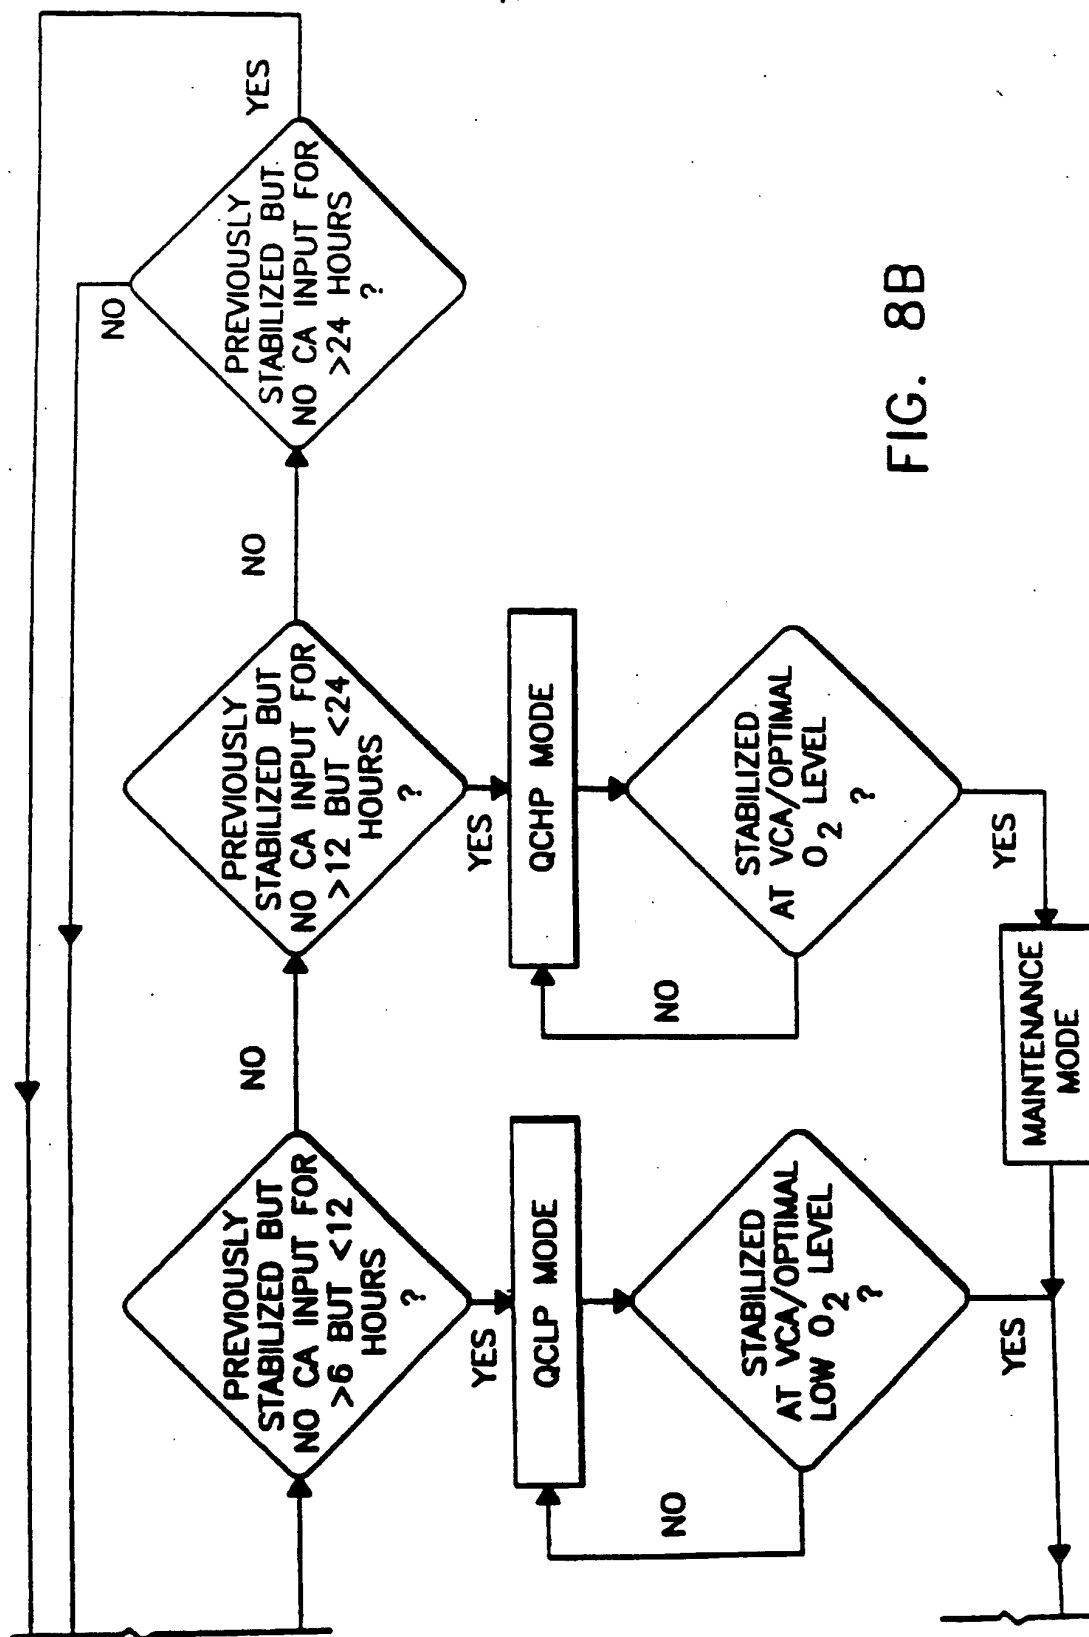 PREVIOUSLY
STABILIZED BUT
NO CA INPUT FOR
>6 BUT <12
HOURS
?
NO
YES
QCLP MODE
STABILIZED
AT VCA/OPTIMAL
LOW O2 LEVEL
?
NO
YES
PREVIOUSLY
STABILIZED BUT
NO CA INPUT FOR
>12 BUT <24
HOURS
?
NO
YES
QCHP MODE
STABILIZED
AT VCA/OPTIMAL
O2 LEVEL
?
NO
YES
MAINTENANCE
MODE
PREVIOUSLY
STABILIZED BUT
NO CA INPUT FOR
>24 HOURS
?
NO
YES
FIG. 8B